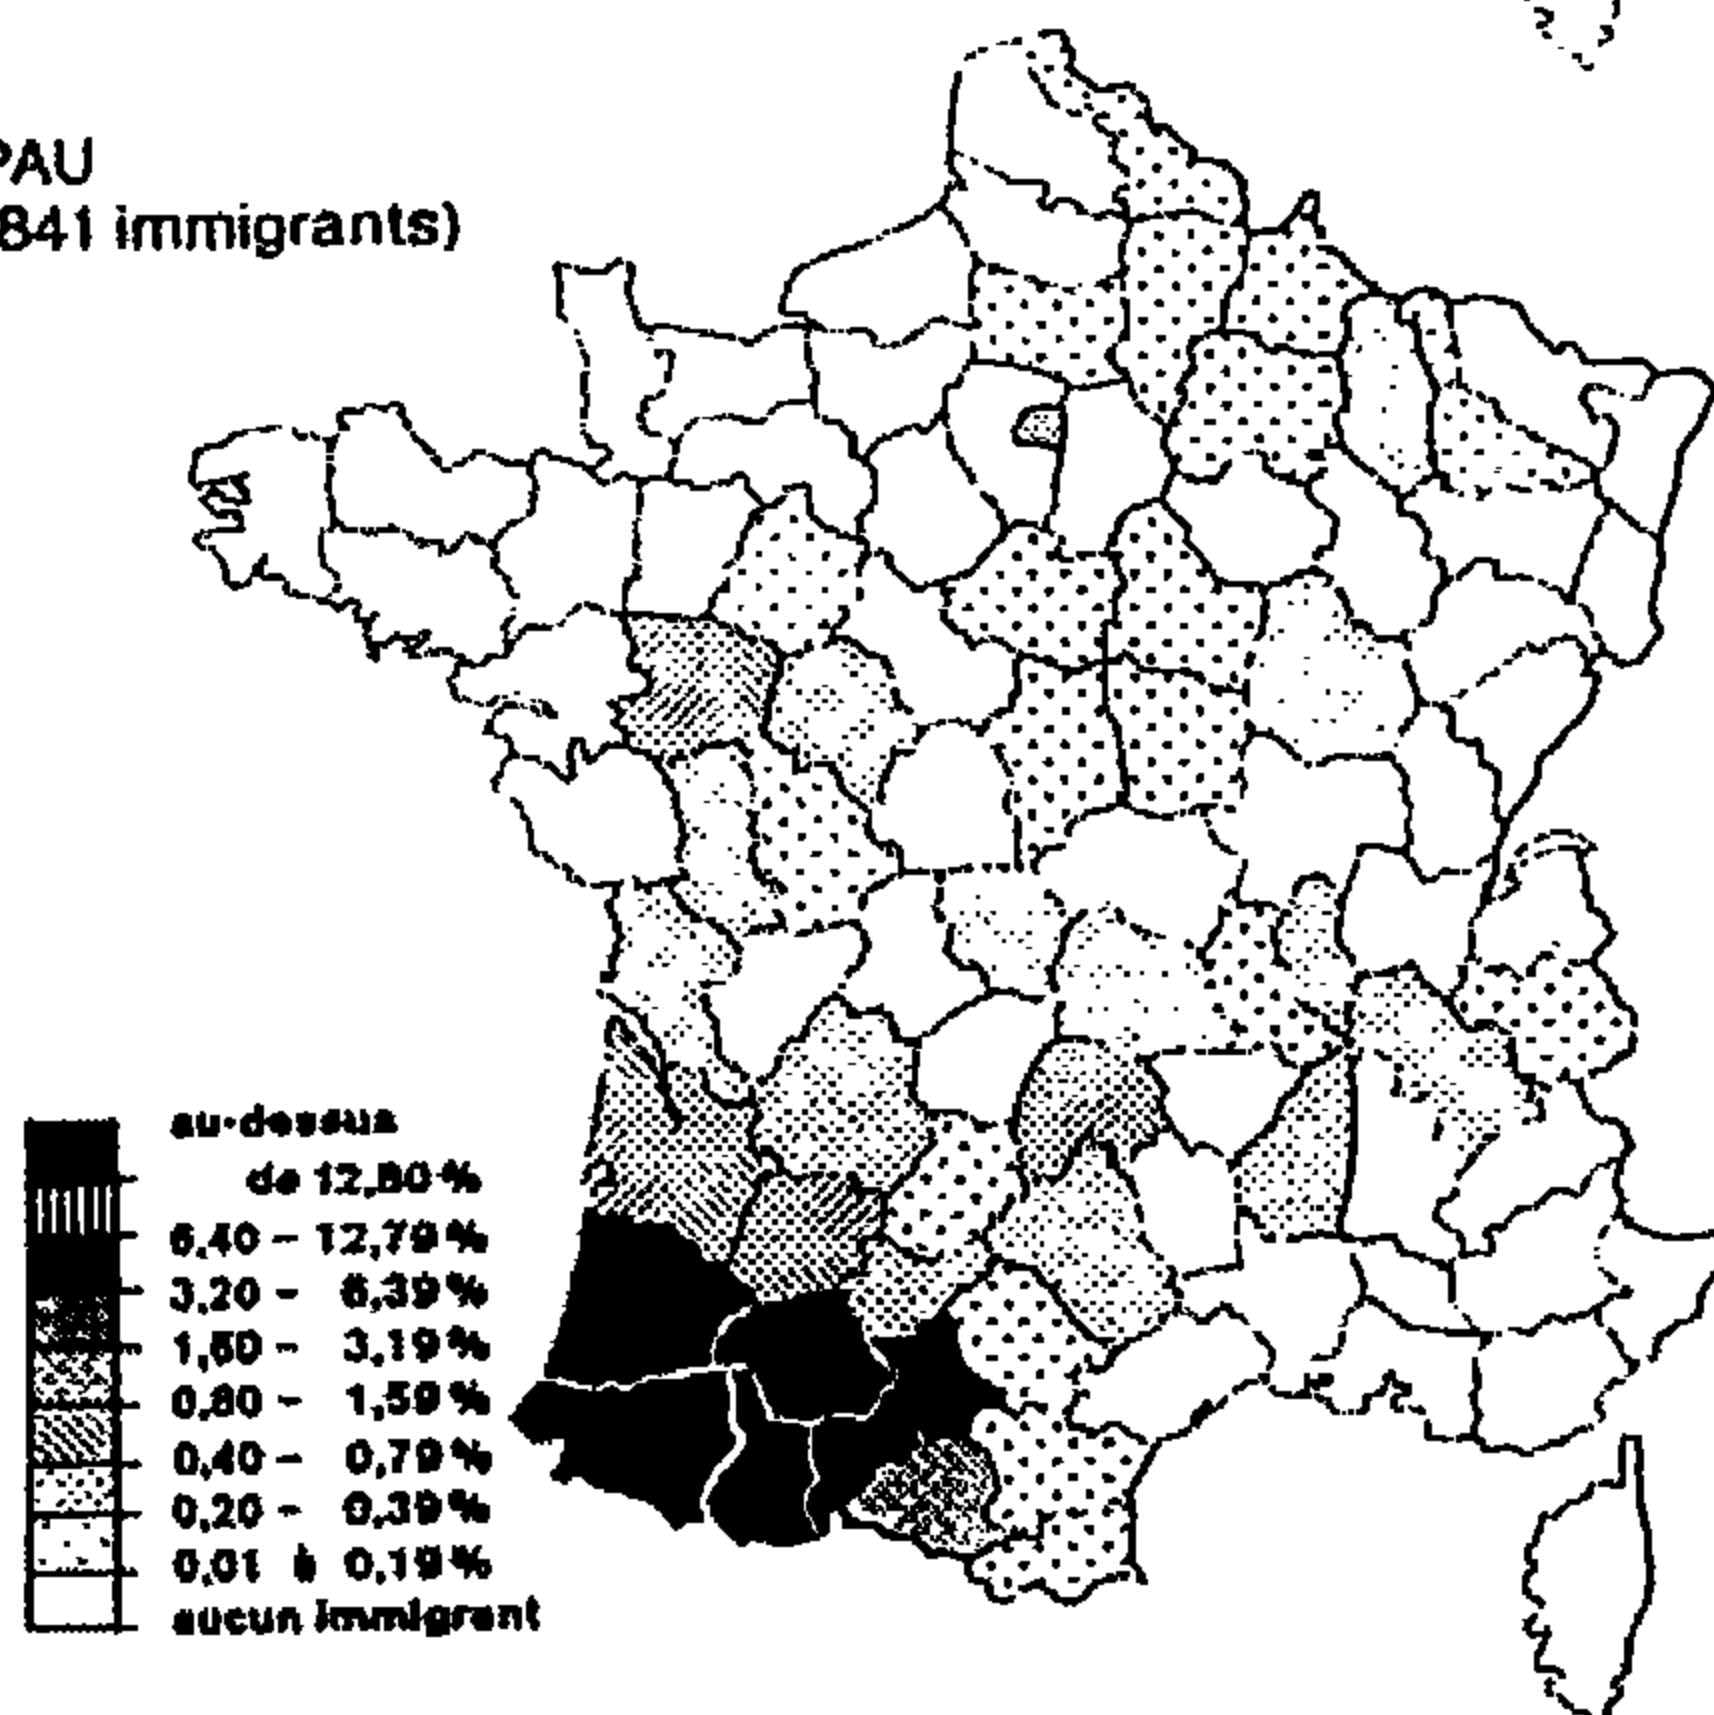 PAU
841 immigrants)
au-dessus
de 12,80 %
6,40 - 12,79 %
3,20 - 6,39 %
1,60 - 3,19 %
0,80 - 1,59 %
0,40 - 0,79 %
0,20 - 0,39 %
0,01 à 0,19 %
aucun immigrant